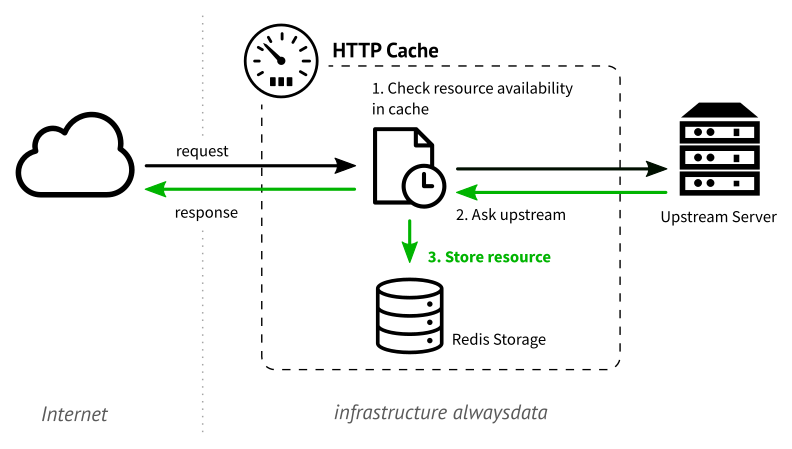 HTTP Cache
1. Check resource availability
in cache
request
response
2. Ask upstream
Upstream Server
3. Store resource
Redis Storage
Internet
infrastructure alwaysdata